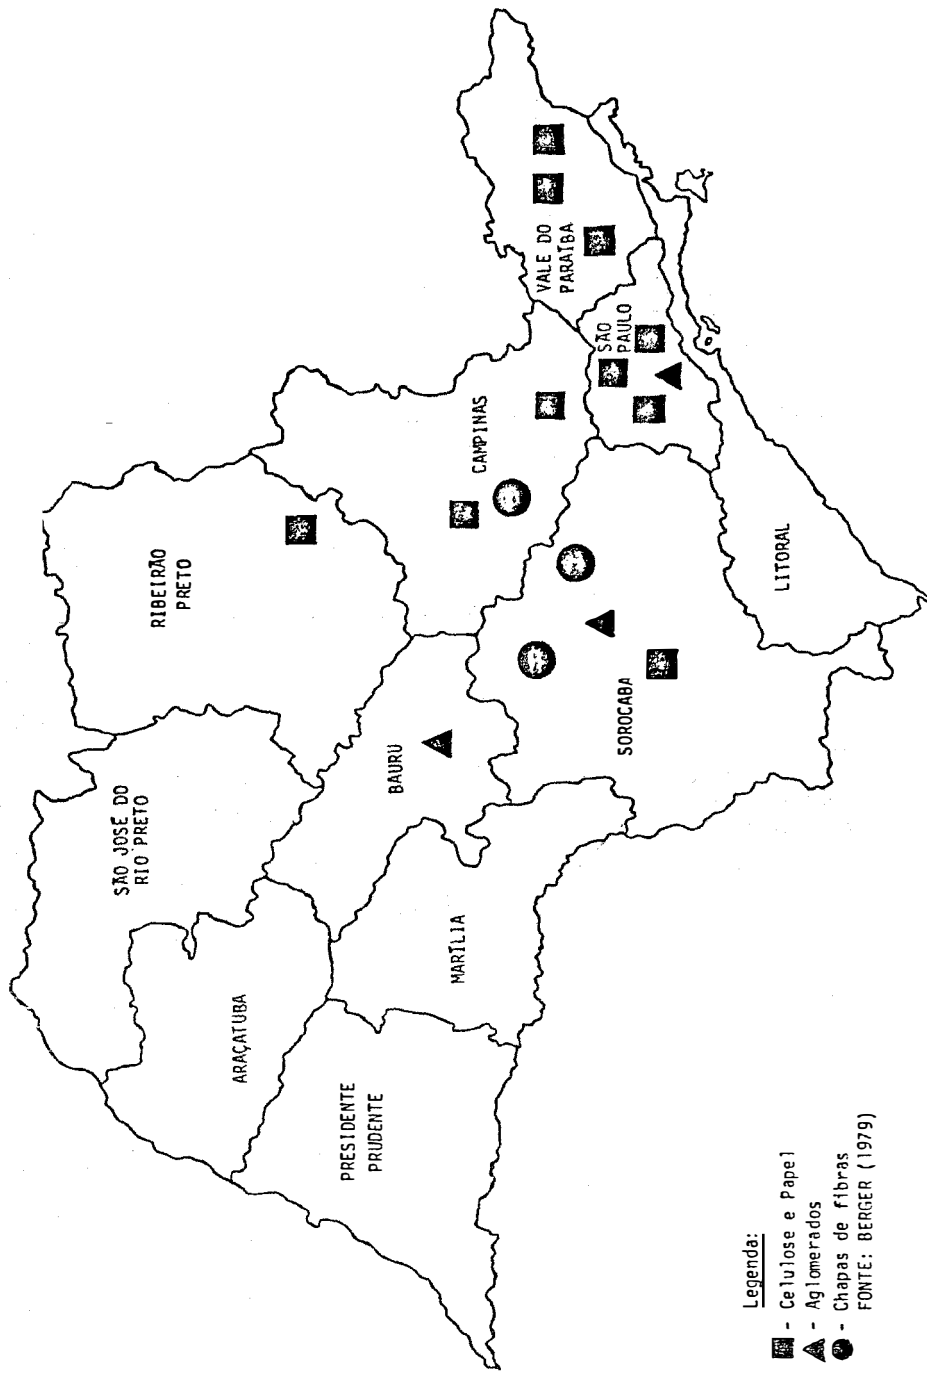 SÃO JOSÉ DO
RIO PRETO
RIBEIRÃO
PRETO
ARAÇATUBA
PRESIDENTE
PRUDENTE
MARÍLIA
BAURU
CAMPINAS
VALE DO
PARAÍBA
SÃO
PAULO
SOROCABA
LITORAL
Legenda:
- Celulose e Papel
- Aglomerados
- Chapas de fibras
FONTE: BERGER (1979)